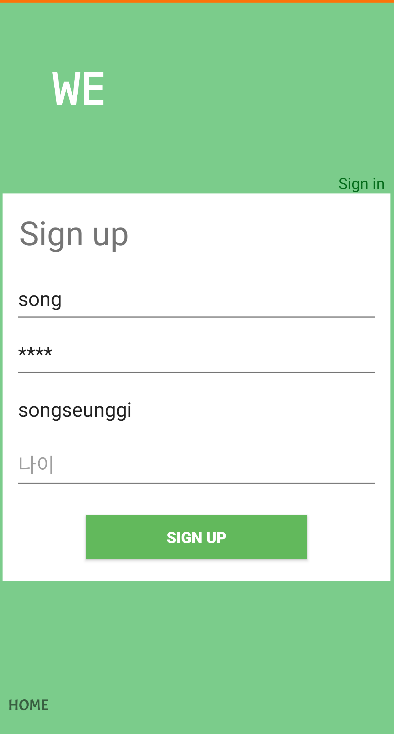 WE
Sign in
Sign up
song
****
songseunggi
나이
SIGN UP
HOME